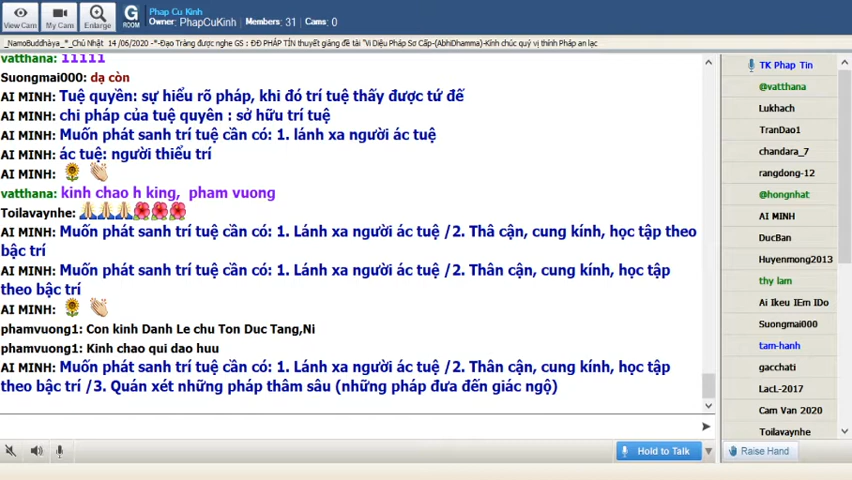 View Cam
My Cam
Enlarge
G
ROOM
Phap Cu Kinh
Owner: PhapCuKinh
Members: 31
Cams: 0
_NamoBuddhàya_*_Chủ Nhật 14 /06/2020 -*-Đạo Tràng được nghe GS : ĐĐ PHÁP TÍN thuyết giảng đề tài "Vi Diệu Pháp Sơ Cấp-(AbhiDhamma)-Kính chúc quý vị thính Pháp an lạc
vatthana: 11111
Suongmai000: dạ còn
AI MINH: Tuệ quyền: sự hiểu rõ pháp, khi đó trí tuệ thấy được tứ đế
AI MINH: chi pháp của tuệ quyên : sở hữu trí tuệ
AI MINH: Muốn phát sanh trí tuệ cần có: 1. lánh xa người ác tuệ
AI MINH: ác tuệ: người thiểu trí
AI MINH:
vatthana: kinh chao h king, pham vuong
Toilavaynhe:
AI MINH: Muốn phát sanh trí tuệ cần có: 1. Lánh xa người ác tuệ /2. Thâ cận, cung kính, học tập theo
bậc trí
AI MINH: Muốn phát sanh trí tuệ cần có: 1. Lánh xa người ác tuệ /2. Thân cận, cung kính, học tập
theo bậc trí
AI MINH:
phamvuong1: Con kinh Danh Le chu Ton Duc Tang,Ni
phamvuong1: Kinh chao qui dao huu
AI MINH: Muốn phát sanh trí tuệ cần có: 1. Lánh xa người ác tuệ /2. Thân cận, cung kính, học tập
theo bậc trí /3. Quán xét những pháp thâm sâu (những pháp đưa đến giác ngộ)
Hold to Talk
TK Phap Tin
@vatthana
Lukhach
TranDao1
chandara_7
rangdong-12
@hongnhat
AI MINH
DucBan
Huyenmong2013
thy lam
Ai Ikeu IEm IDo
Suongmai000
tam-hanh
gacchati
LacL-2017
Cam Van 2020
Toilavaynhe
Raise Hand